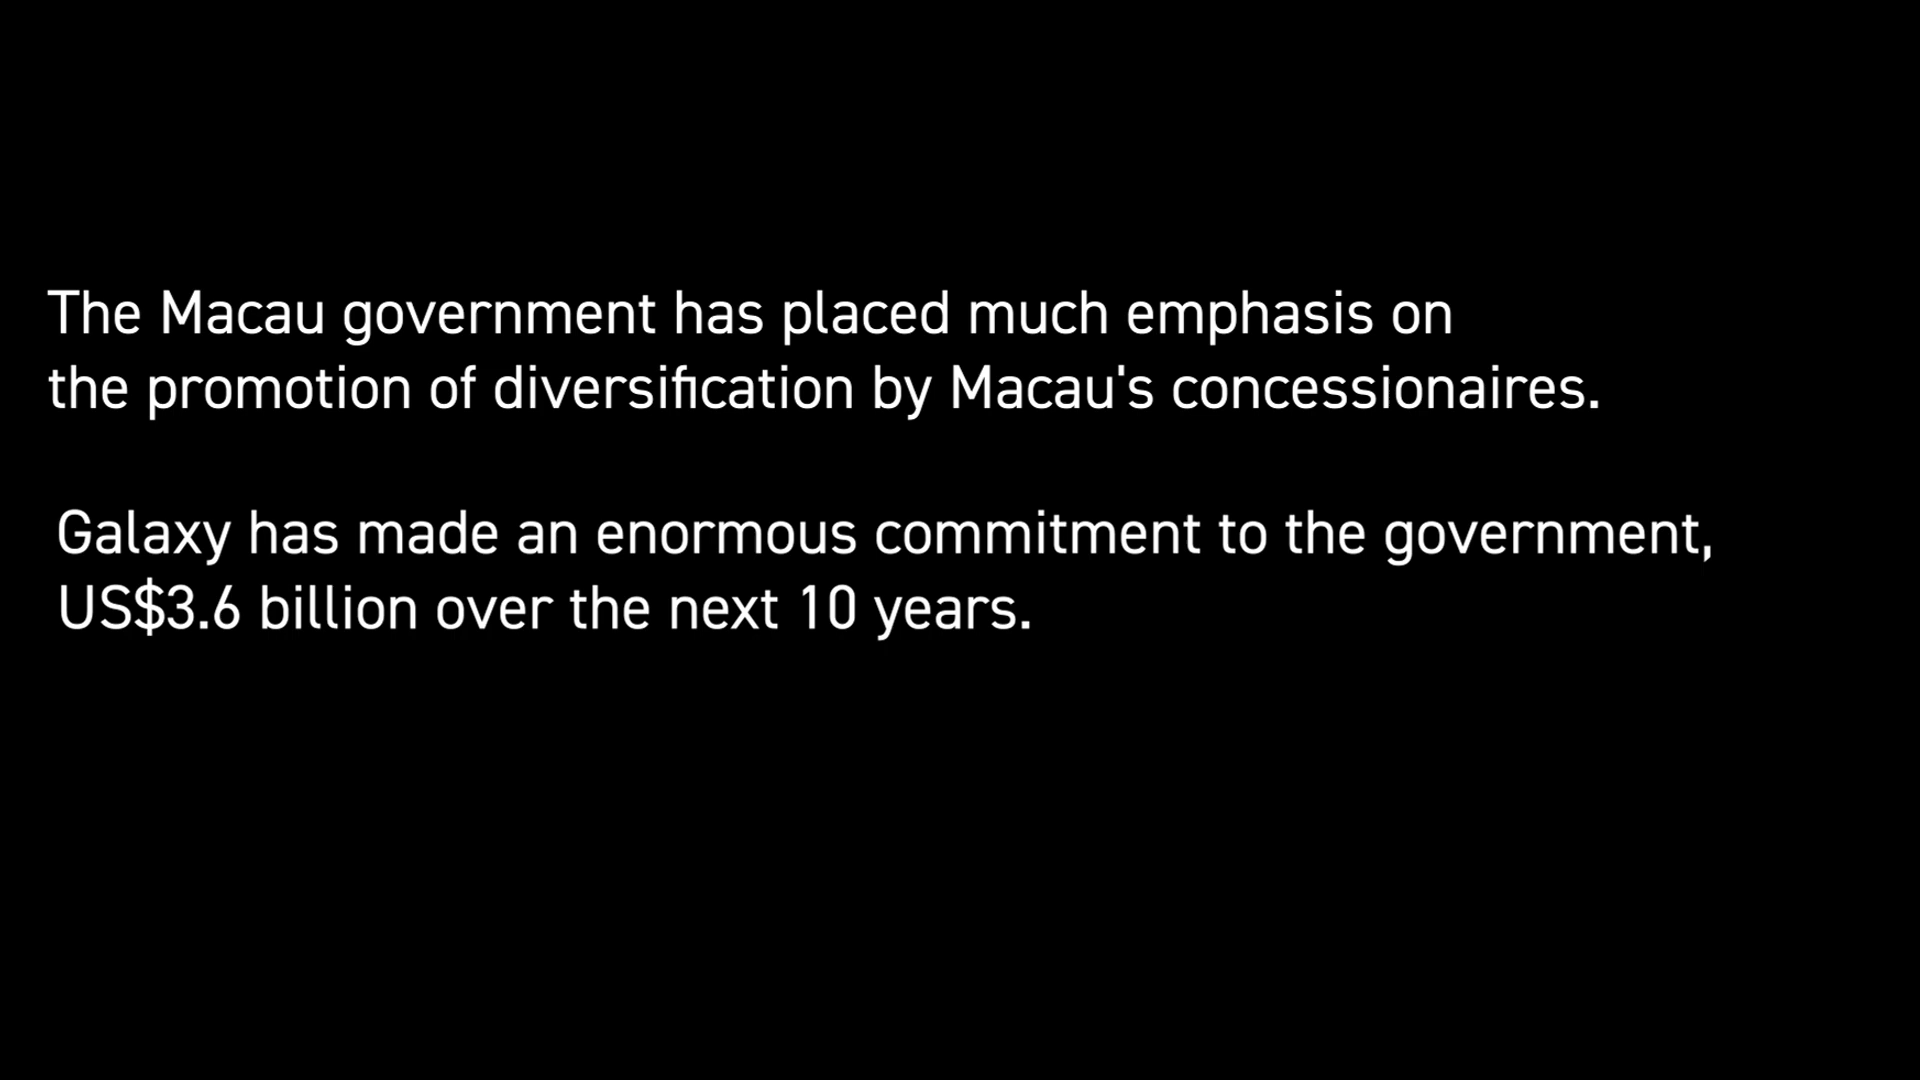 The Macau government has placed much emphasis on
the promotion of diversification by Macau's concessionaires.
Galaxy has made an enormous commitment to the government,
US$3.6 billion over the next 10 years.